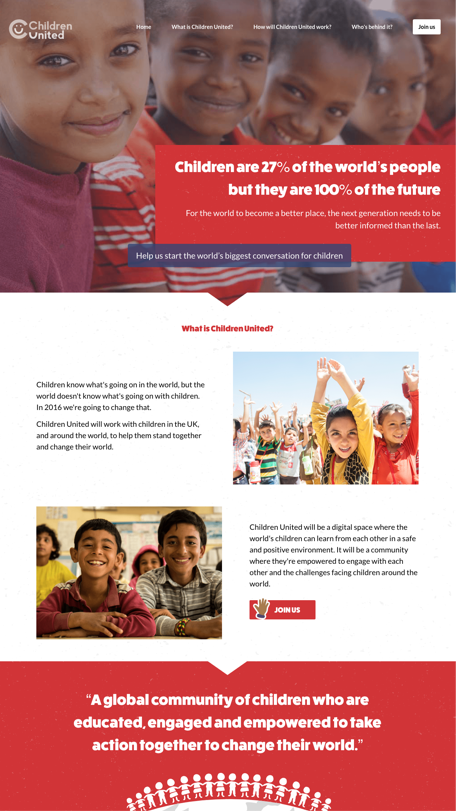 Children
United
Home
What is Children United?
How will Children United work?
Who's behind it?
Join us
Children are 27% of the world's people
but they are 100% of the future
For the world to become a better place, the next generation needs to be
better informed than the last.
Help us start the world's biggest conversation for children
What is Children United?
Children know what's going on in the world, but the
world doesn't know what's going on with children.
In 2016 we're going to change that.
Children United will work with children in the UK,
and around the world, to help them stand together
and change their world.
Children United will be a digital space where the
world's children can learn from each other in a safe
and positive environment. It will be a community
where they're empowered to engage with each
other and the challenges facing children around the
world.
JOIN US
“A global community of children who are
educated, engaged and empowered to take
action together to change their world.”